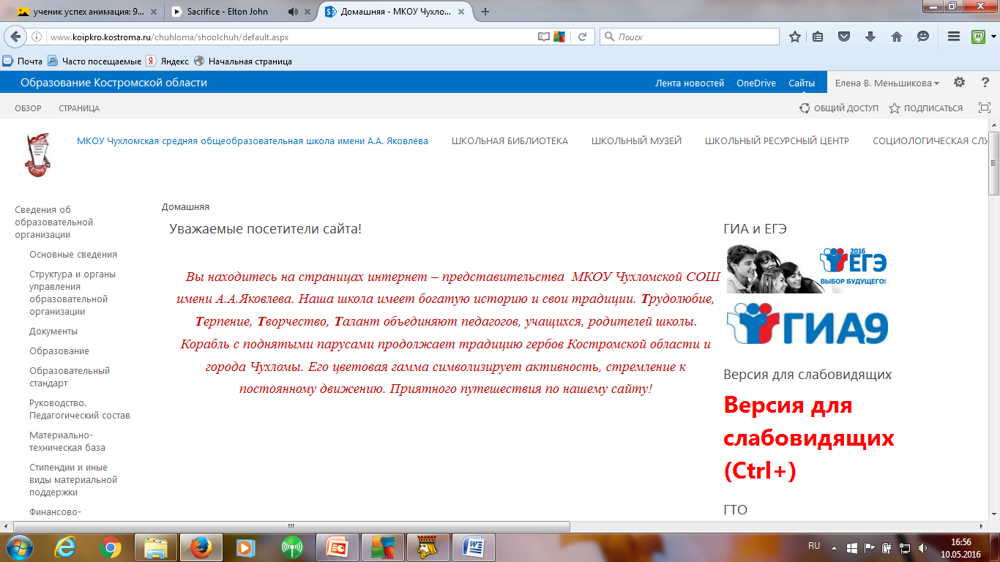 ученик успех анимация: 9...
Sacrifice - Elton John
Домашняя - МКОУ Чухло...
www.koipkro.kostroma.ru/chuhloma/shoolchuh/default.aspx
Поиск
Почта
Часто посещаемые
Яндекс
Начальная страница
Образование Костромской области
Лента новостей
OneDrive
Сайты
Елена В. Меньшикова
?
ОБЗОР
СТРАНИЦА
ОБЩИЙ ДОСТУП
ПОДПИСАТЬСЯ
МКОУ Чухломская средняя общеобразовательная школа имени А.А. Яковлева
ШКОЛЬНАЯ БИБЛИОТЕКА
ШКОЛЬНЫЙ МУЗЕЙ
ШКОЛЬНЫЙ РЕСУРСНЫЙ ЦЕНТР
СОЦИОЛОГИЧЕСКАЯ СЛУ
Сведения об
образовательной
организации
Основные сведения
Структура и органы
управления
образовательной
организации
Документы
Образование
Образовательный
стандарт
Руководство.
Педагогический состав
Материально-
техническая база
Стипендии и иные
виды материальной
поддержки
Финансово-
Домашняя
Уважаемые посетители сайта!
Вы находитесь на страницах интернет – представительства МКОУ Чухломской СОШ
имени А.А.Яковлева. Наша школа имеет богатую историю и свои традиции. Трудолюбие,
Терпение, Творчество, Талант объединяют педагогов, учащихся, родителей школы.
Корабль с поднятыми парусами продолжает традицию гербов Костромской области и
города Чухломы. Его цветовая гамма символизирует активность, стремление к
постоянному движению. Приятного путешествия по нашему сайту!
ГИА и ЕГЭ
2016
ЕГЭ
ВЫБОР БУДУЩЕГО!
ГИА9
Версия для слабовидящих
Версия для
слабовидящих
(Ctrl+)
ГТО
RU
16:56
10.05.2016